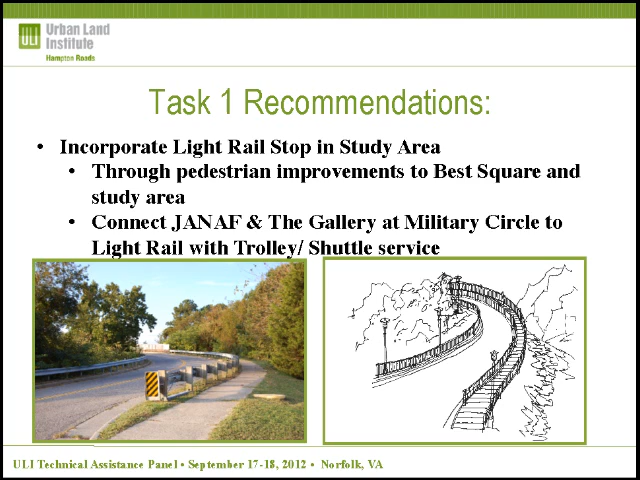 ULI Urban Land
Institute
Hampton Roads
Task 1 Recommendations:
• Incorporate Light Rail Stop in Study Area
• Through pedestrian improvements to Best Square and
study area
• Connect JANAF & The Gallery at Military Circle to
Light Rail with Trolley/ Shuttle service
ULI Technical Assistance Panel • September 17-18, 2012 • Norfolk, VA